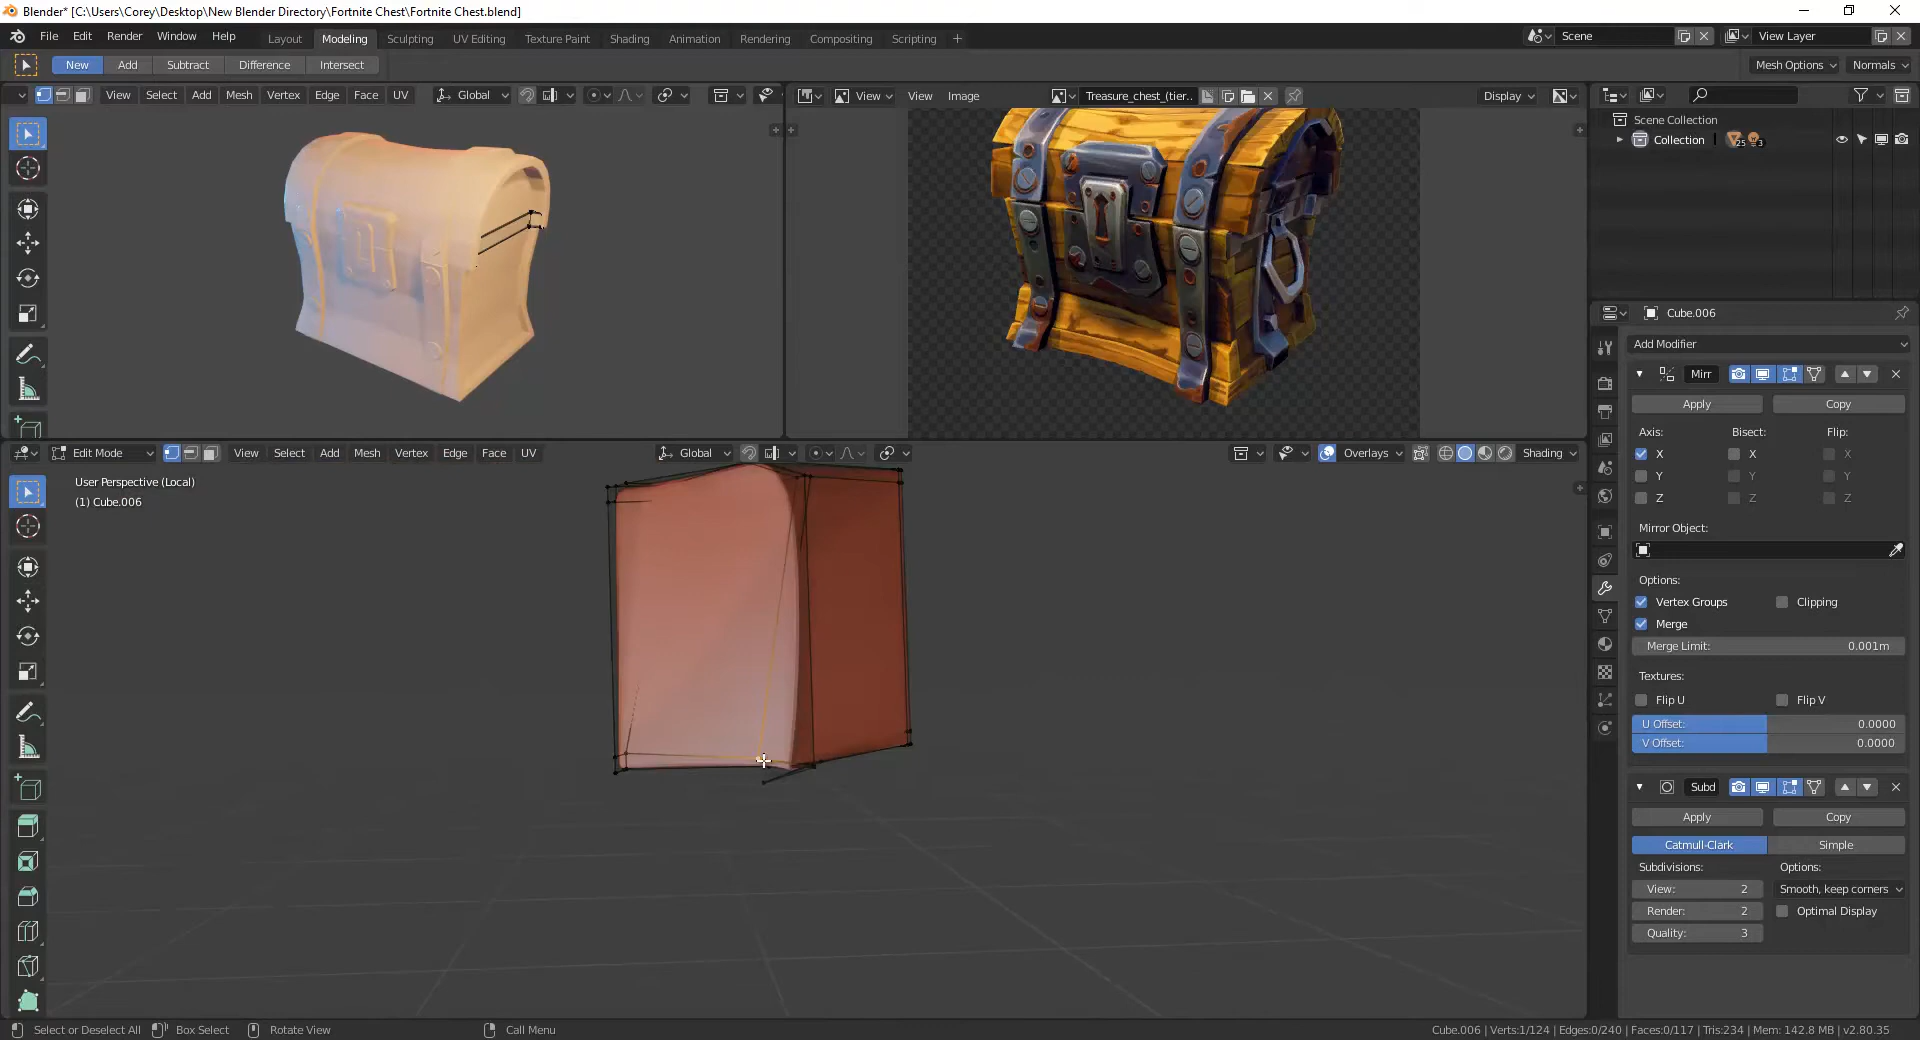 Blender* [C:\Users\Corey\Desktop\New Blender Directory\Fortnite Chest\Fortnite Chest.blend]
File Edit Render Window Help Layout Modeling Sculpting UV Editing Texture Paint Shading Animation Rendering Compositing Scripting + Scene View Layer
New Add Subtract Difference Intersect Mesh Options Normals
View Select Add Mesh Vertex Edge Face UV Global View View Image Treasure_chest_(tier.. Display
Scene Collection
Collection 25 3
Cube.006
Add Modifier
Mirr
Apply Copy
Axis: Bisect: Flip:
X X X
Y Y Y
Z Z Z
Mirror Object:
Options:
Vertex Groups Clipping
Merge
Merge Limit: 0.001m
Textures:
Flip U Flip V
U Offset: 0.0000
V Offset: 0.0000
Subd
Apply Copy
Catmull-Clark Simple
Subdivisions: Options:
View: 2 Smooth, keep corners
Render: 2 Optimal Display
Quality: 3
Edit Mode View Select Add Mesh Vertex Edge Face UV Global Overlays Shading
User Perspective (Local)
(1) Cube.006
Select or Deselect All Box Select Rotate View Call Menu Cube.006 | Verts:1/124 | Edges:0/240 | Faces:0/117 | Tris:234 | Mem: 142.8 MB | v2.80.35